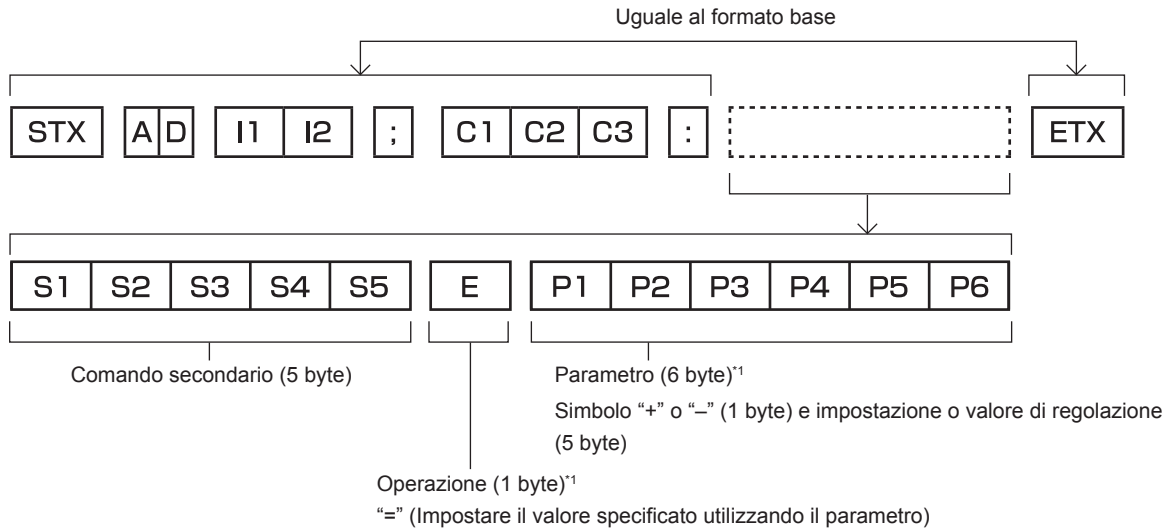 Uguale al formato base
STX A D I1 I2 ; C1 C2 C3 : ETX
S1 S2 S3 S4 S5 E P1 P2 P3 P4 P5 P6
Comando secondario (5 byte)
Parametro (6 byte)*1
Simbolo “+” o “–” (1 byte) e impostazione o valore di regolazione
(5 byte)
Operazione (1 byte)*1
“=” (Impostare il valore specificato utilizzando il parametro)